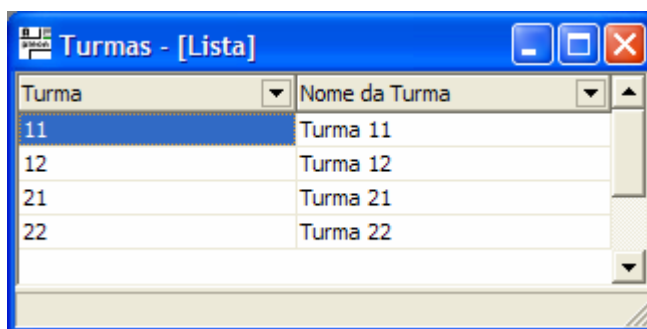 Turmas - [Lista]
Turma Nome da Turma
11 Turma 11
12 Turma 12
21 Turma 21
22 Turma 22